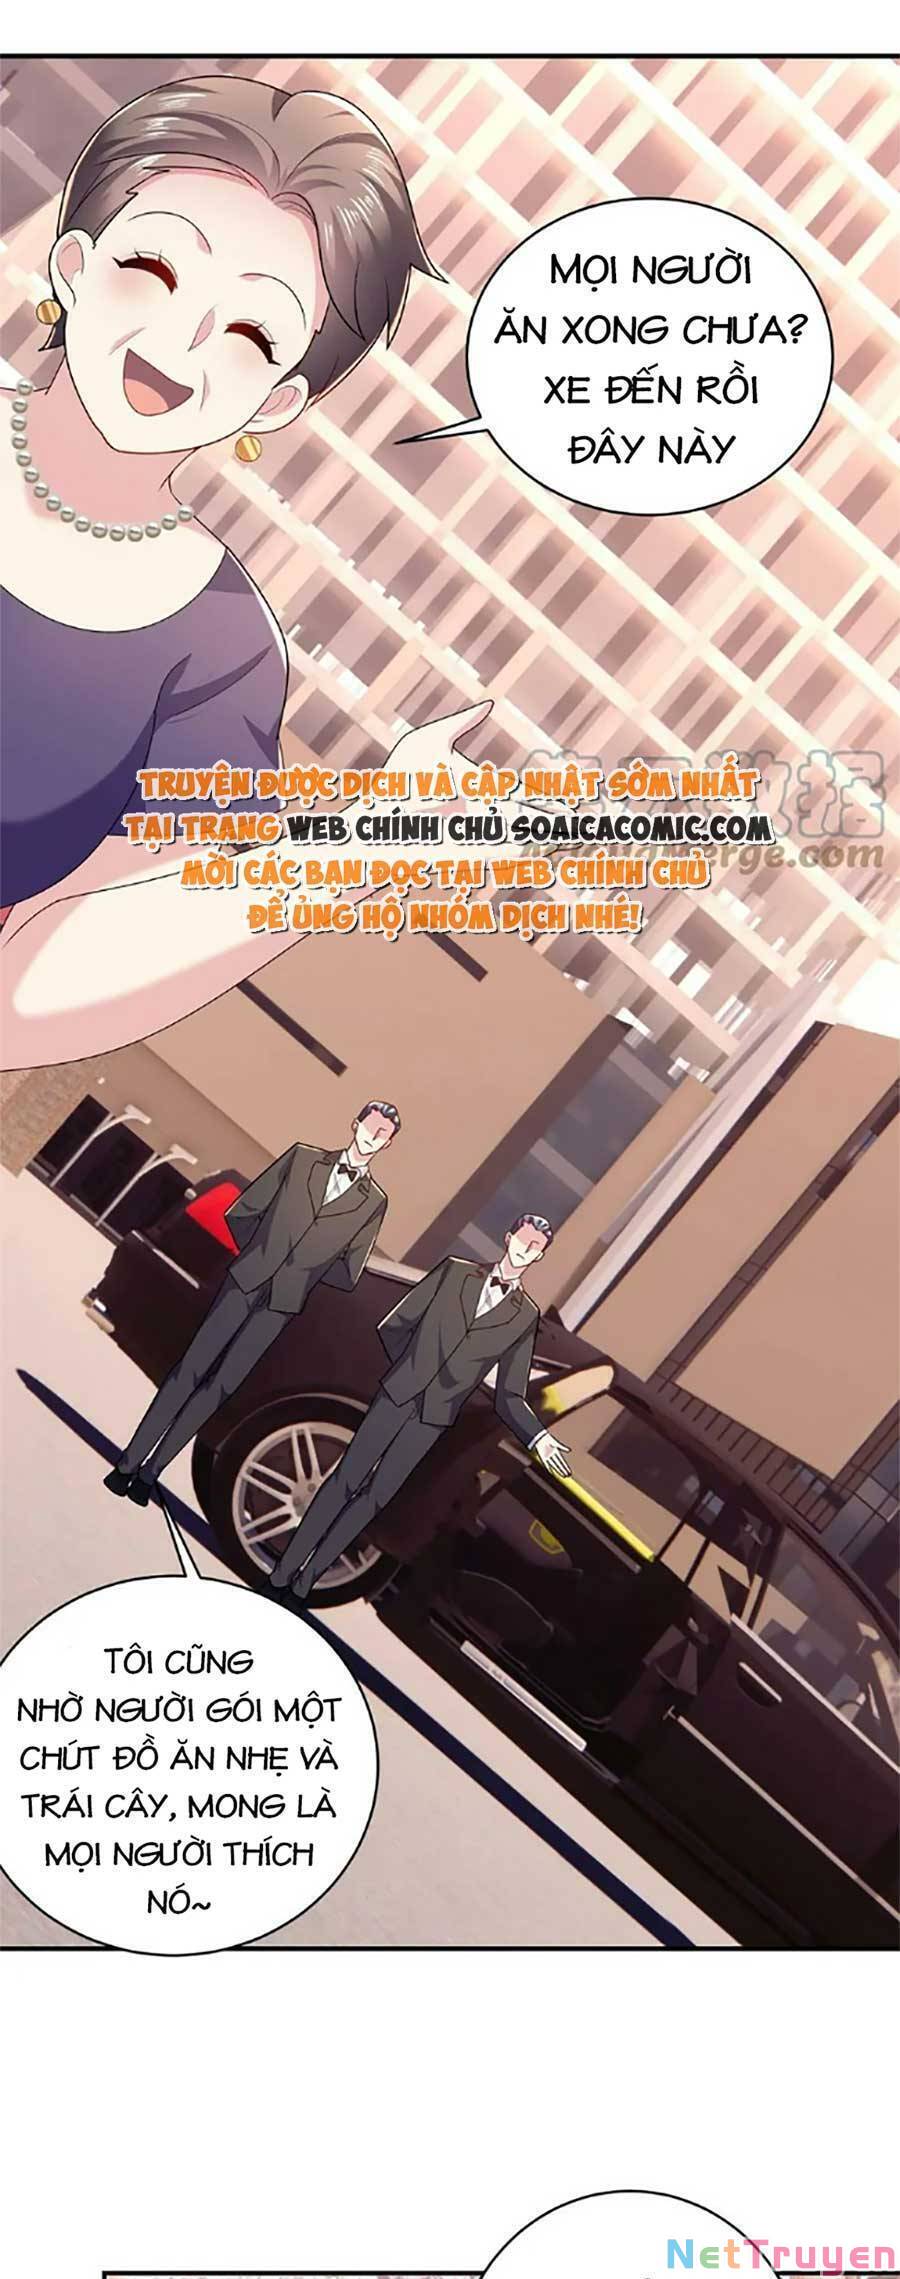 MỌI NGƯỜI
ĂN XONG CHƯA?
XE ĐẾN RỒI
ĐÂY NÀY
TRUYỆN ĐƯỢC DỊCH VÀ CẬP NHẬT SỚM NHẤT
TẠI TRANG WEB CHÍNH CHỦ SOAICACOMIC.COM
MỜI CÁC BẠN ĐỌC TẠI WEB CHÍNH CHỦ
ĐỂ ỦNG HỘ NHÓM DỊCH NHÉ!
TÔI CŨNG
NHỜ NGƯỜI GÓI MỘT
CHÚT ĐỒ ĂN NHẸ VÀ
TRÁI CÂY, MONG LÀ
MỌI NGƯỜI THÍCH
NÓ~
NetTruyen